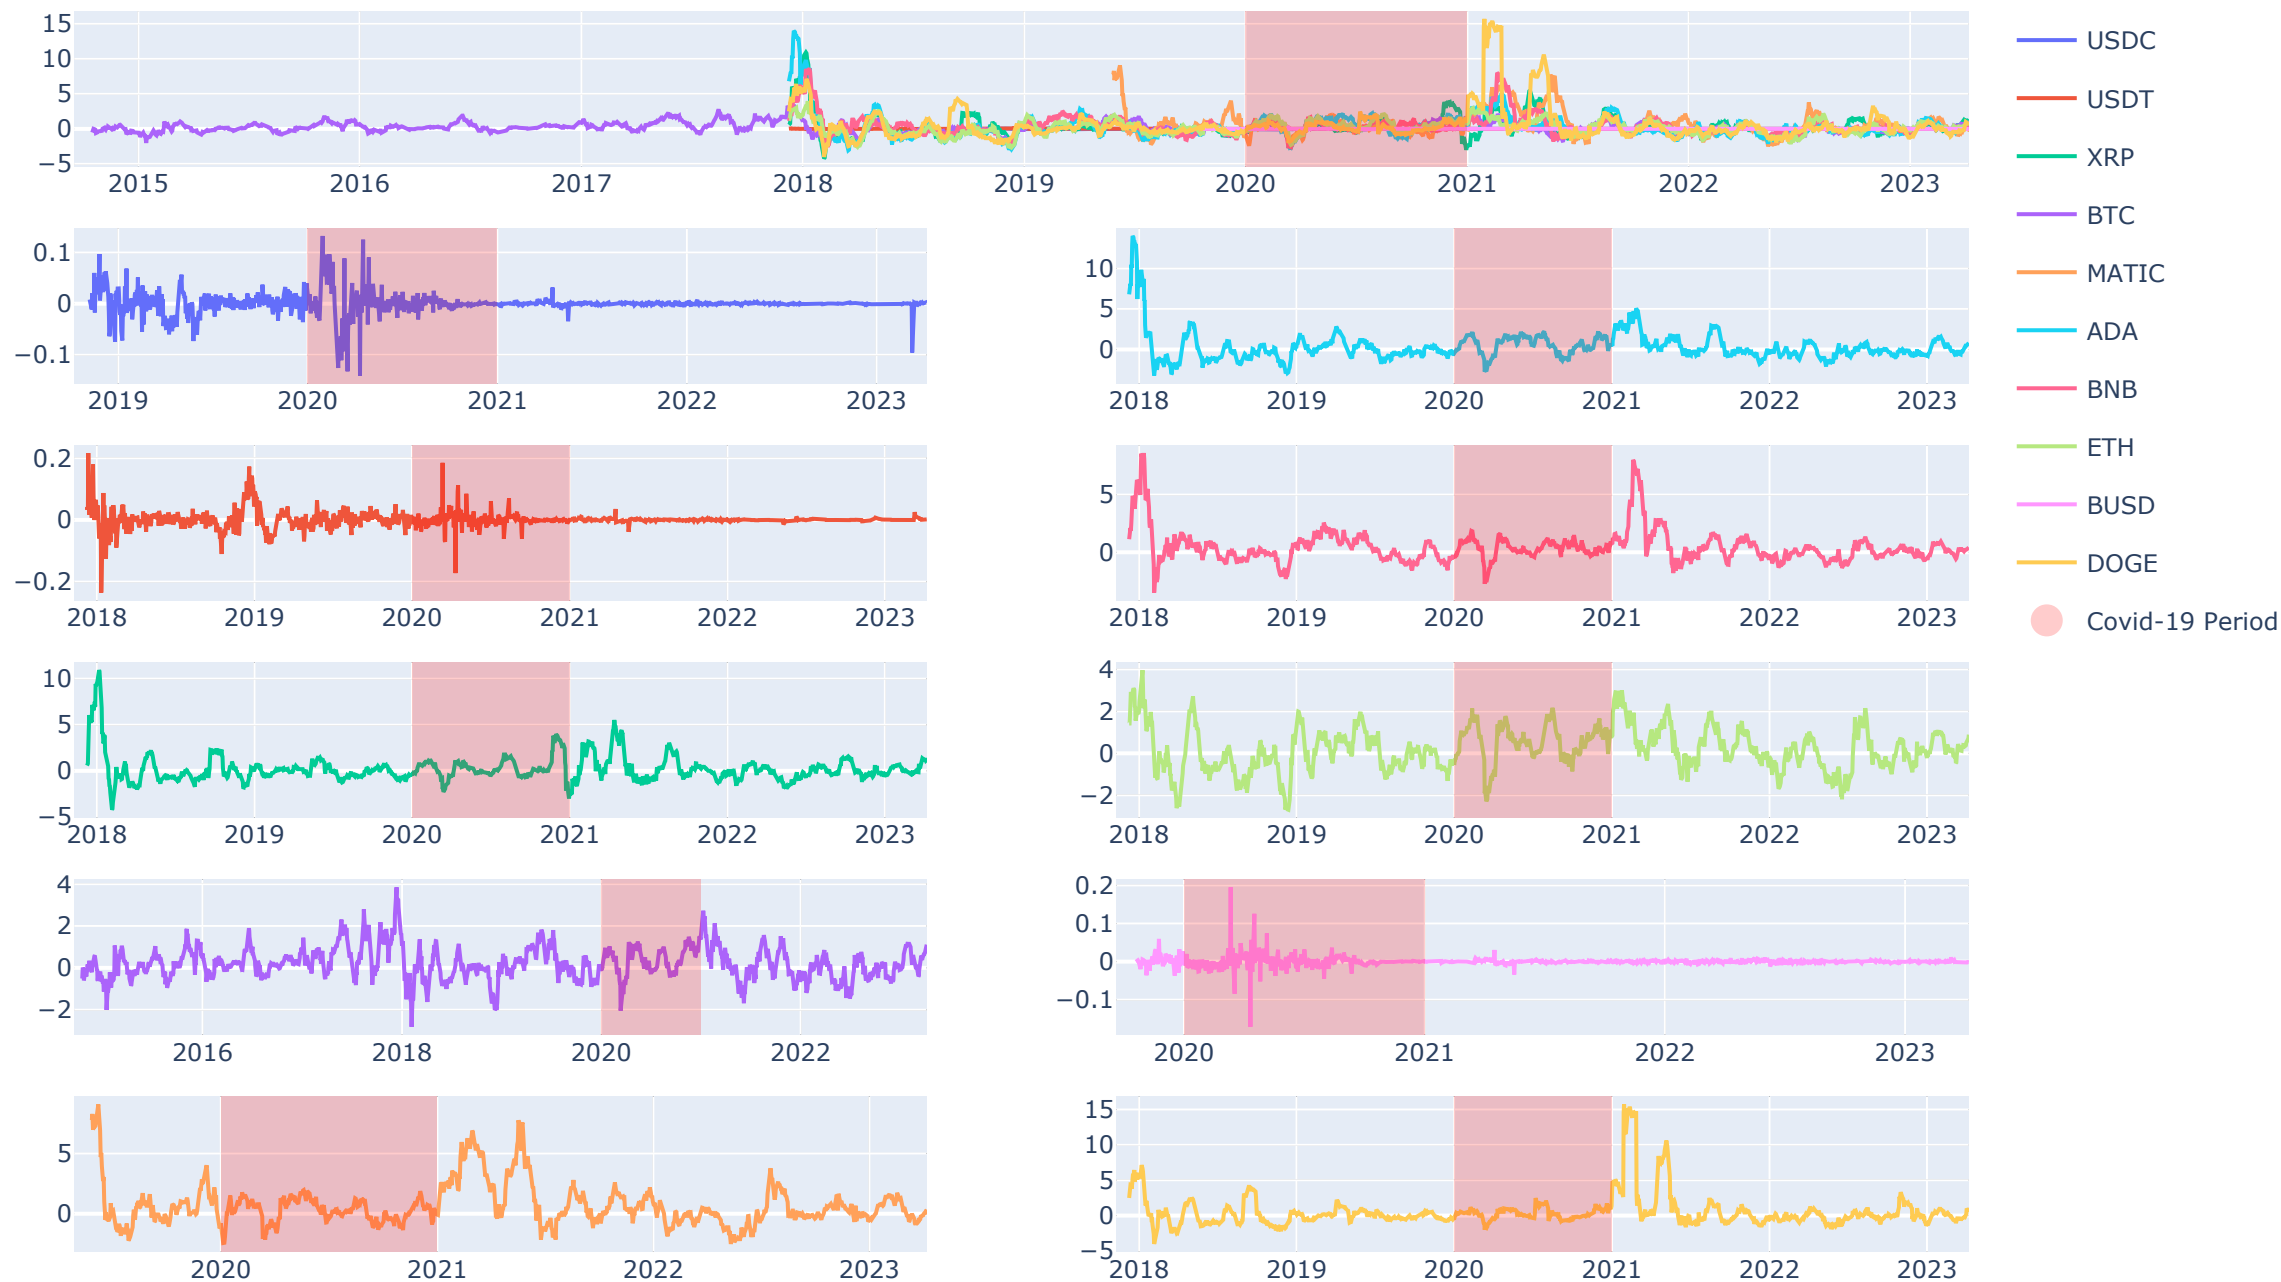 15
10
5
0
−5
2015 2016 2017 2018 2019 2020 2021 2022 2023
USDC
USDT
XRP
BTC
MATIC
ADA
BNB
ETH
BUSD
DOGE
Covid-19 Period
0.1
0
−0.1
2019 2020 2021 2022 2023
10
5
0
2018 2019 2020 2021 2022 2023
0.2
0
−0.2
2018 2019 2020 2021 2022 2023
5
0
2018 2019 2020 2021 2022 2023
10
5
0
−5
2018 2019 2020 2021 2022 2023
4
2
0
−2
2018 2019 2020 2021 2022 2023
4
2
0
−2
2016 2018 2020 2022
0.2
0.1
0
−0.1
2020 2021 2022 2023
5
0
2020 2021 2022 2023
15
10
5
0
−5
2018 2019 2020 2021 2022 2023